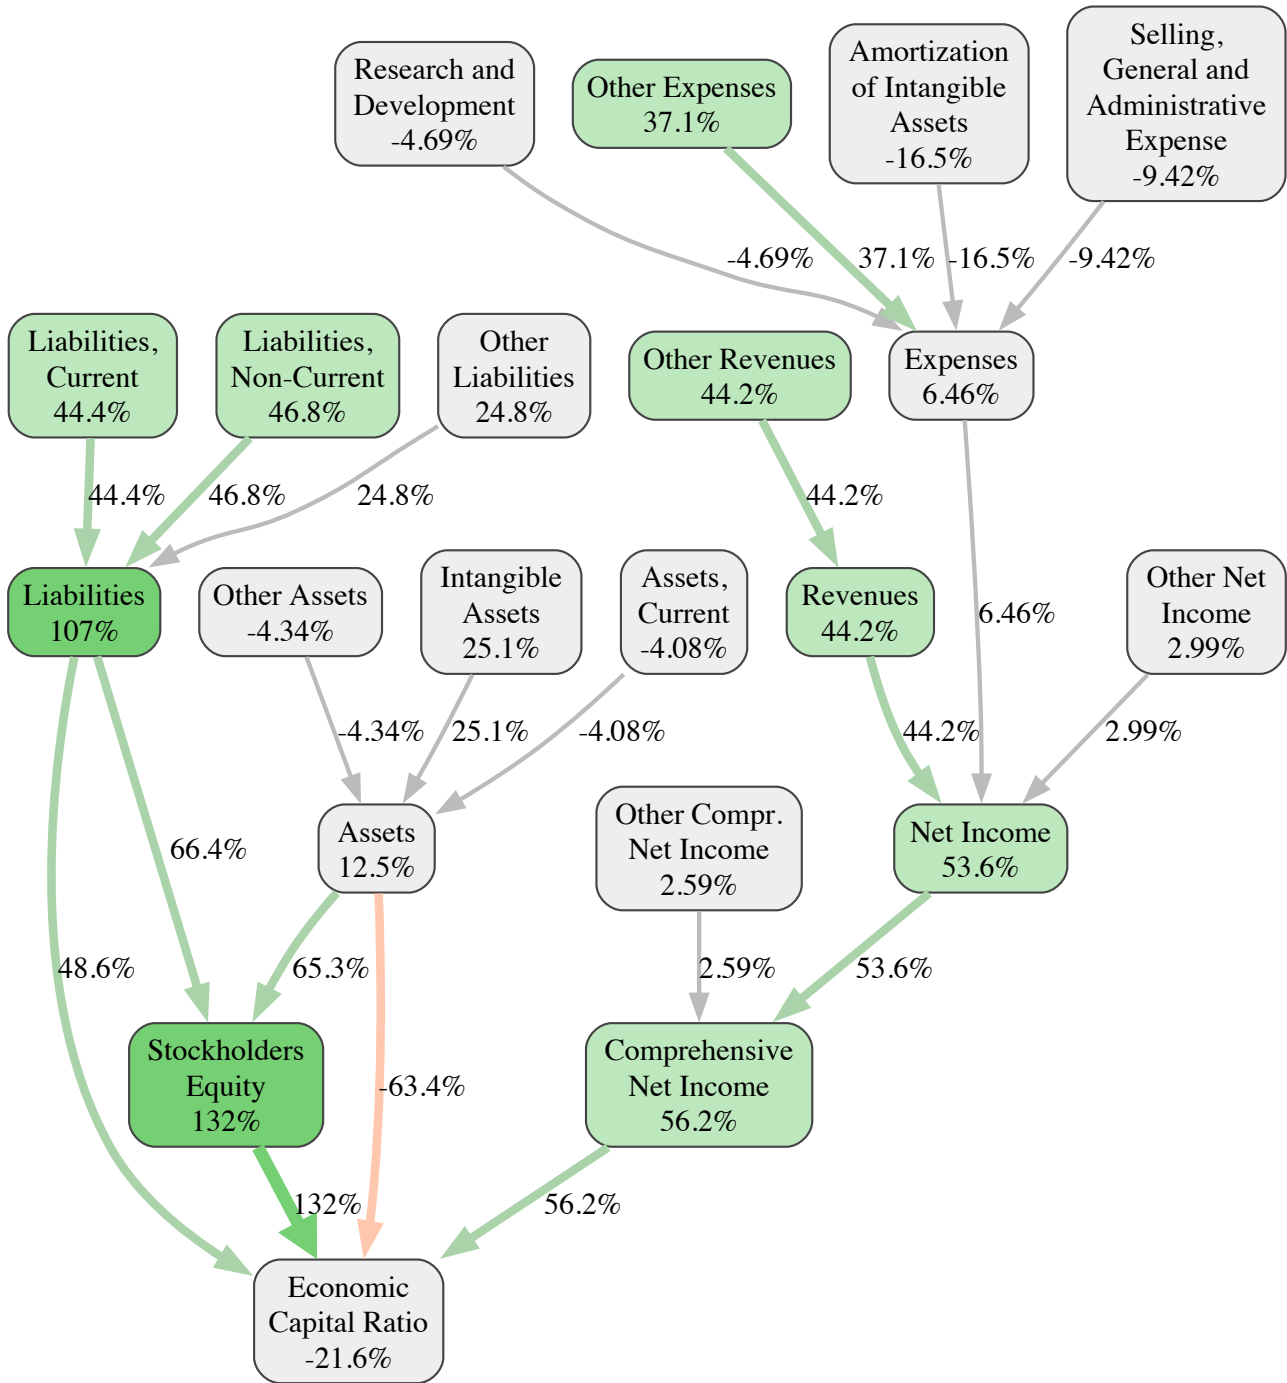 Research and
Development
-4.69%
Other Expenses
37.1%
Amortization
of Intangible
Assets
-16.5%
Selling,
General and
Administrative
Expense
-9.42%
-4.69%
37.1%
-16.5%
-9.42%
Liabilities,
Current
44.4%
Liabilities,
Non-Current
46.8%
Other
Liabilities
24.8%
Other Revenues
44.2%
Expenses
6.46%
44.4%
46.8%
24.8%
44.2%
Liabilities
107%
Other Assets
-4.34%
Intangible
Assets
25.1%
Assets,
Current
-4.08%
Revenues
44.2%
6.46%
Other Net
Income
2.99%
-4.34%
25.1%
-4.08%
44.2%
2.99%
66.4%
Assets
12.5%
Other Compr.
Net Income
2.59%
Net Income
53.6%
48.6%
65.3%
2.59%
53.6%
Stockholders
Equity
132%
-63.4%
Comprehensive
Net Income
56.2%
132%
56.2%
Economic
Capital Ratio
-21.6%